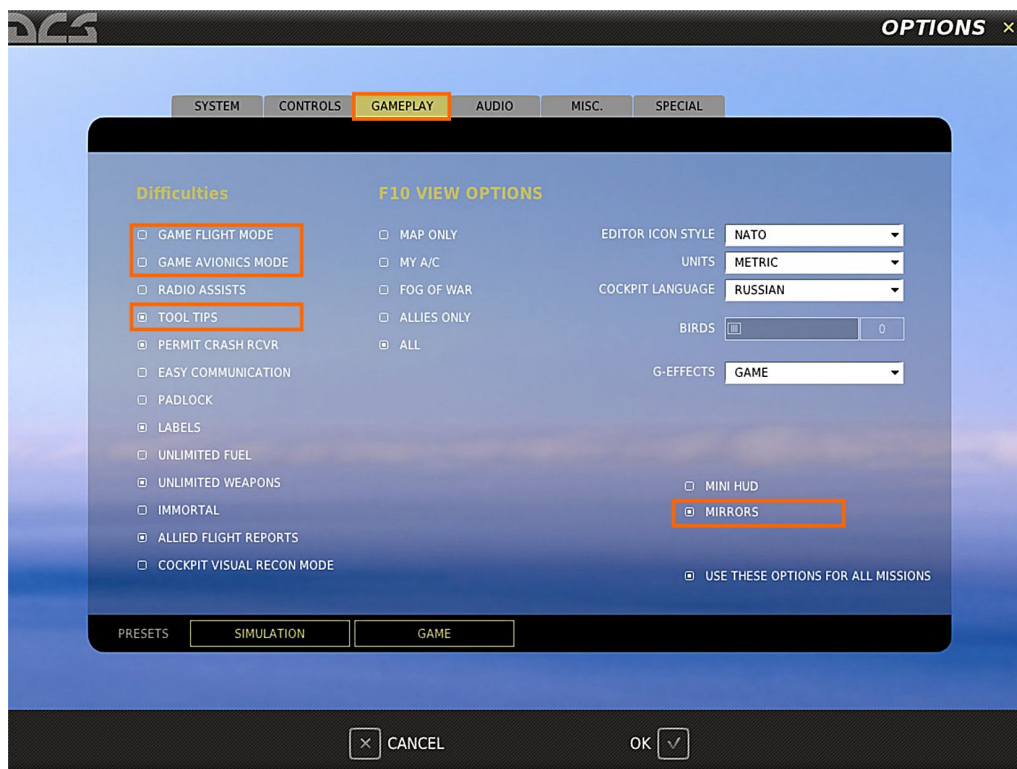 DCS
OPTIONS
SYSTEM
CONTROLS
GAMEPLAY
AUDIO
MISC.
SPECIAL
Difficulties
GAME FLIGHT MODE
GAME AVIONICS MODE
RADIO ASSISTS
TOOL TIPS
PERMIT CRASH RCVR
EASY COMMUNICATION
PADLOCK
LABELS
UNLIMITED FUEL
UNLIMITED WEAPONS
IMMORTAL
ALLIED FLIGHT REPORTS
COCKPIT VISUAL RECON MODE
F10 VIEW OPTIONS
MAP ONLY
MY A/C
FOG OF WAR
ALLIES ONLY
ALL
EDITOR ICON STYLE NATO
UNITS METRIC
COCKPIT LANGUAGE RUSSIAN
BIRDS 0
G-EFFECTS GAME
MINI HUD
MIRRORS
USE THESE OPTIONS FOR ALL MISSIONS
PRESETS SIMULATION GAME
CANCEL
OK